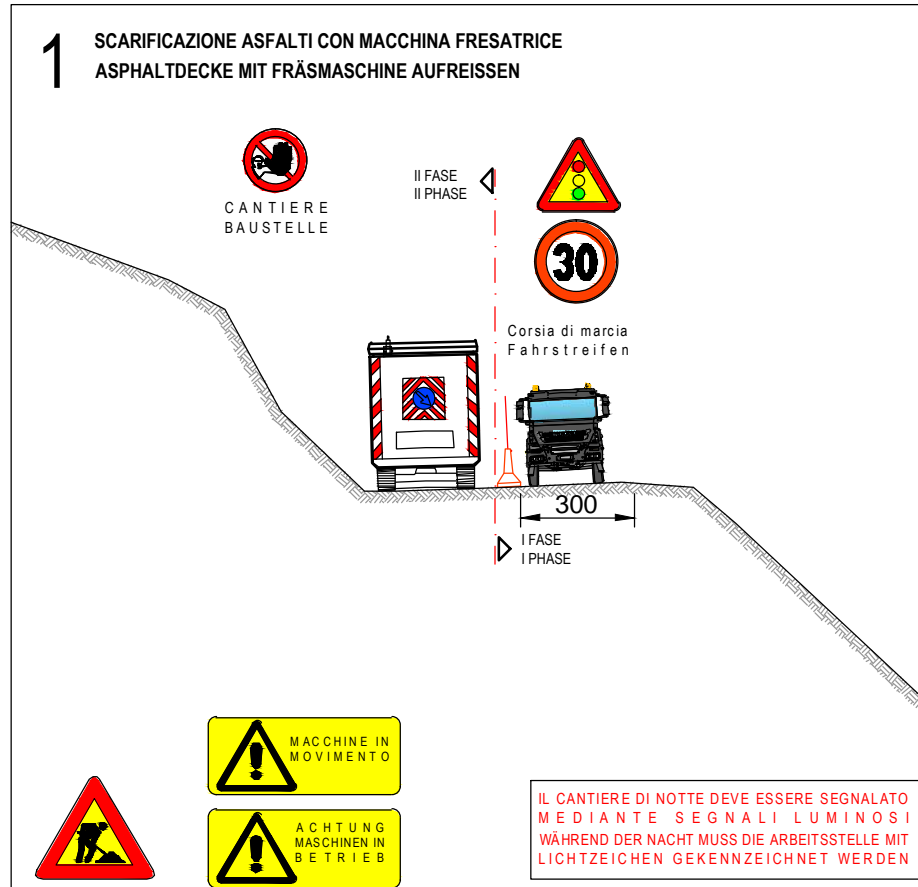 1
SCARIFICAZIONE ASFALTI CON MACCHINA FRESATRICE
ASPHALTDECKE MIT FRÄSMASCHINE AUFREISSEN
CANTIERE
BAUSTELLE
II FASE
II PHASE
30
Corsia di marcia
Fahrstreifen
300
I FASE
I PHASE
MACCHINE IN
MOVIMENTO
ACHTUNG
MASCHINEN IN
BETRIEB
IL CANTIERE DI NOTTE DEVE ESSERE SEGNALATO
MEDIANTE SEGNALI LUMINOSI
WÄHREND DER NACHT MUSS DIE ARBEITSSTELLE MIT
LICHTZEICHEN GEKENNZEICHNET WERDEN